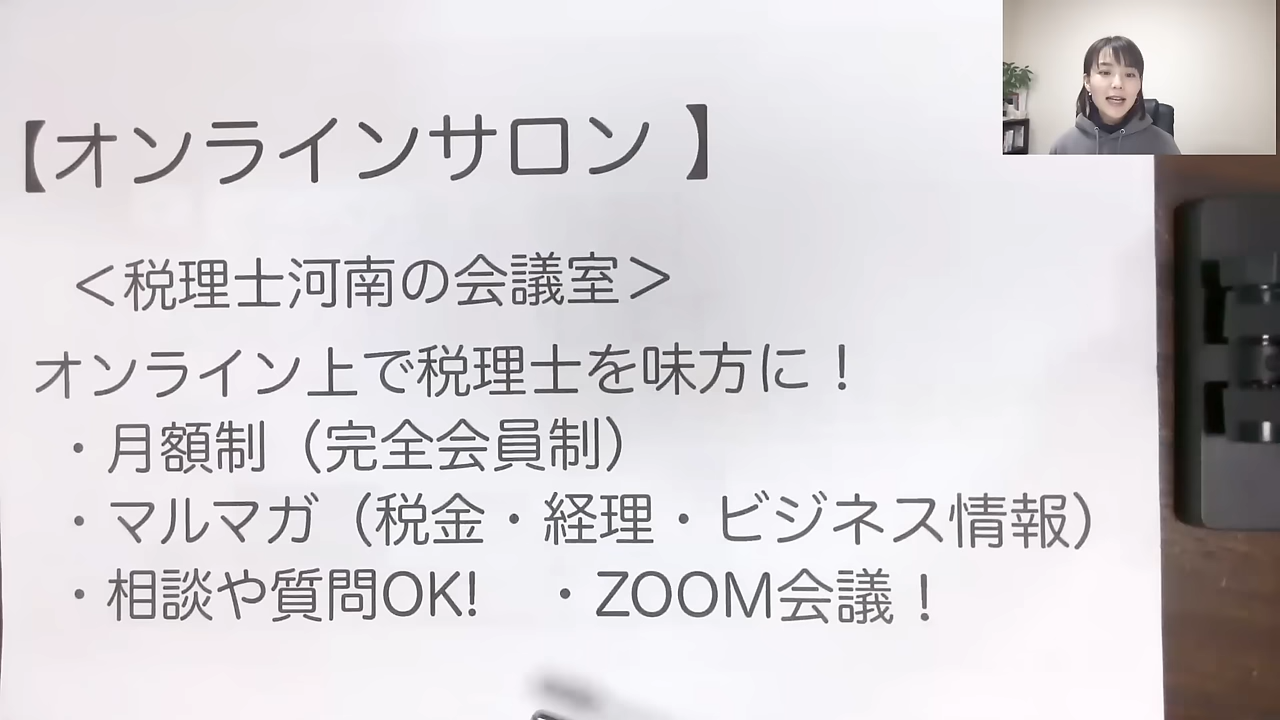 【オンラインサロン】
＜税理士河南の会議室＞
オンライン上で税理士を味方に！
・月額制（完全会員制）
・マルマガ（税金・経理・ビジネス情報）
・相談や質問OK!　・ZOOM会議！